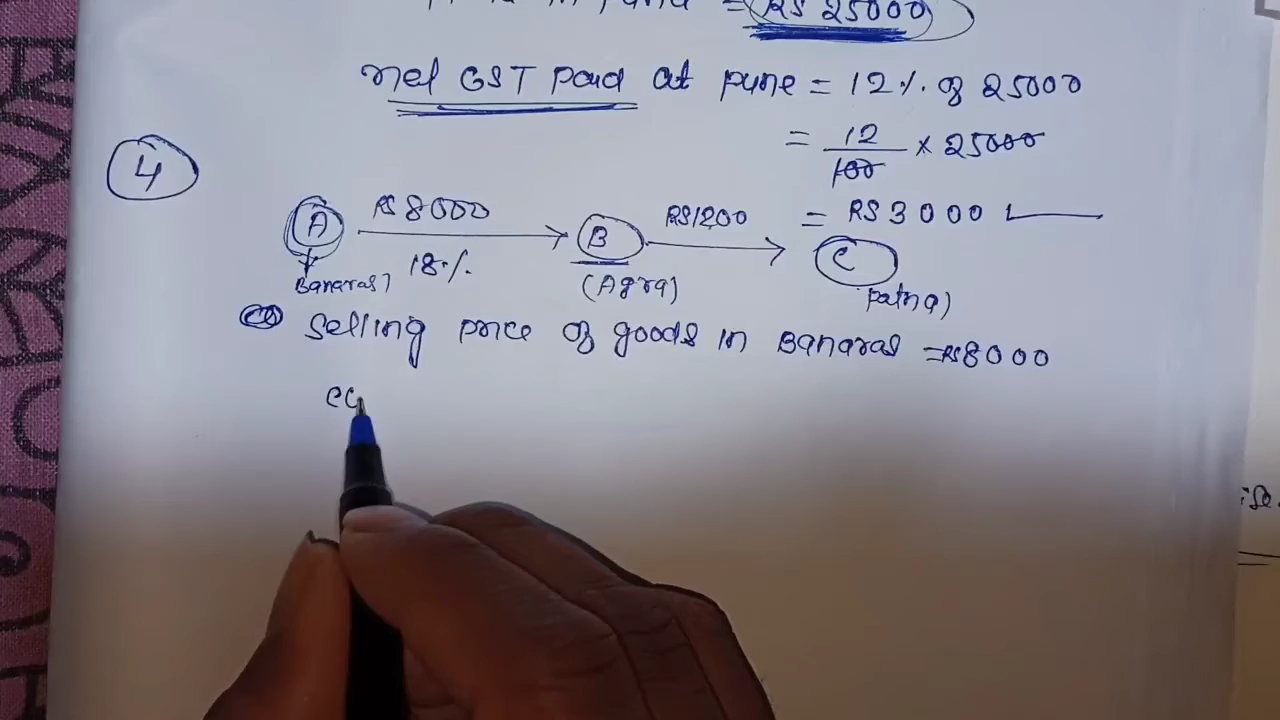 = RS 25000
net GST Paid at pune = 12 % of 25000
= 12/100 × 25000
= RS 3000
4
A RS 8000 18% B RS1200 C
Banaras) (Agra) patna)
Selling price of goods in Banaras = RS8000
CG